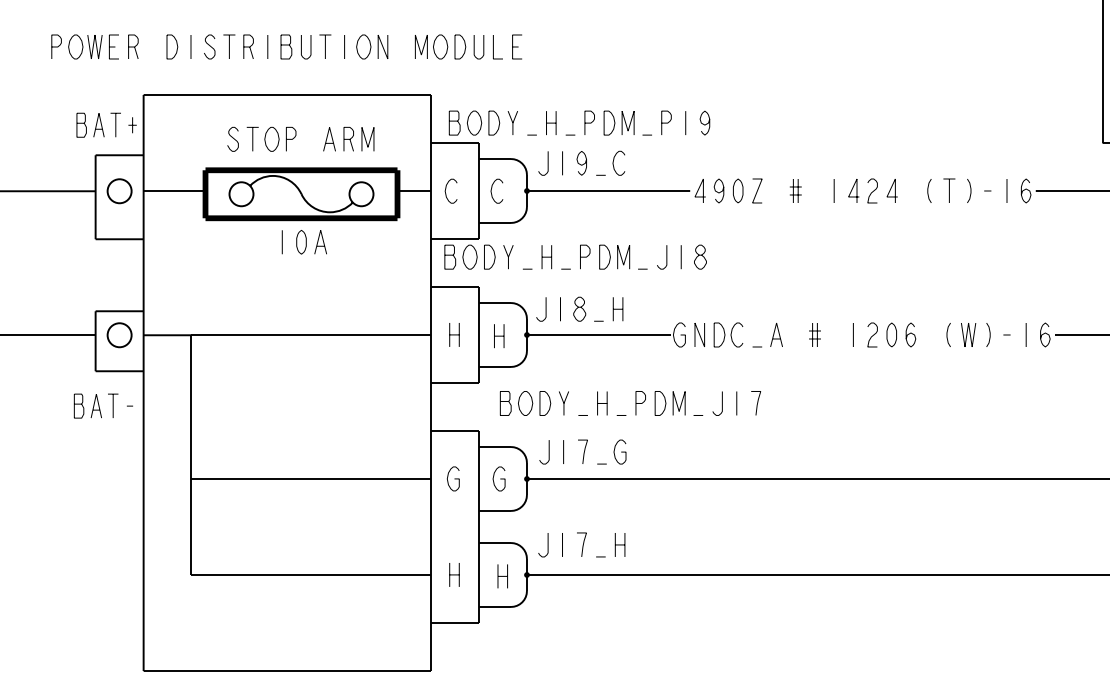 POWER DISTRIBUTION MODULE
BAT+
STOP ARM
10A
BODY_H_PDM_P19
J19_C
C C
490Z # 1424 (T)-16
BODY_H_PDM_J18
J18_H
H H
GNDC_A # 1206 (W)-16
BAT-
BODY_H_PDM_J17
J17_G
G G
J17_H
H H